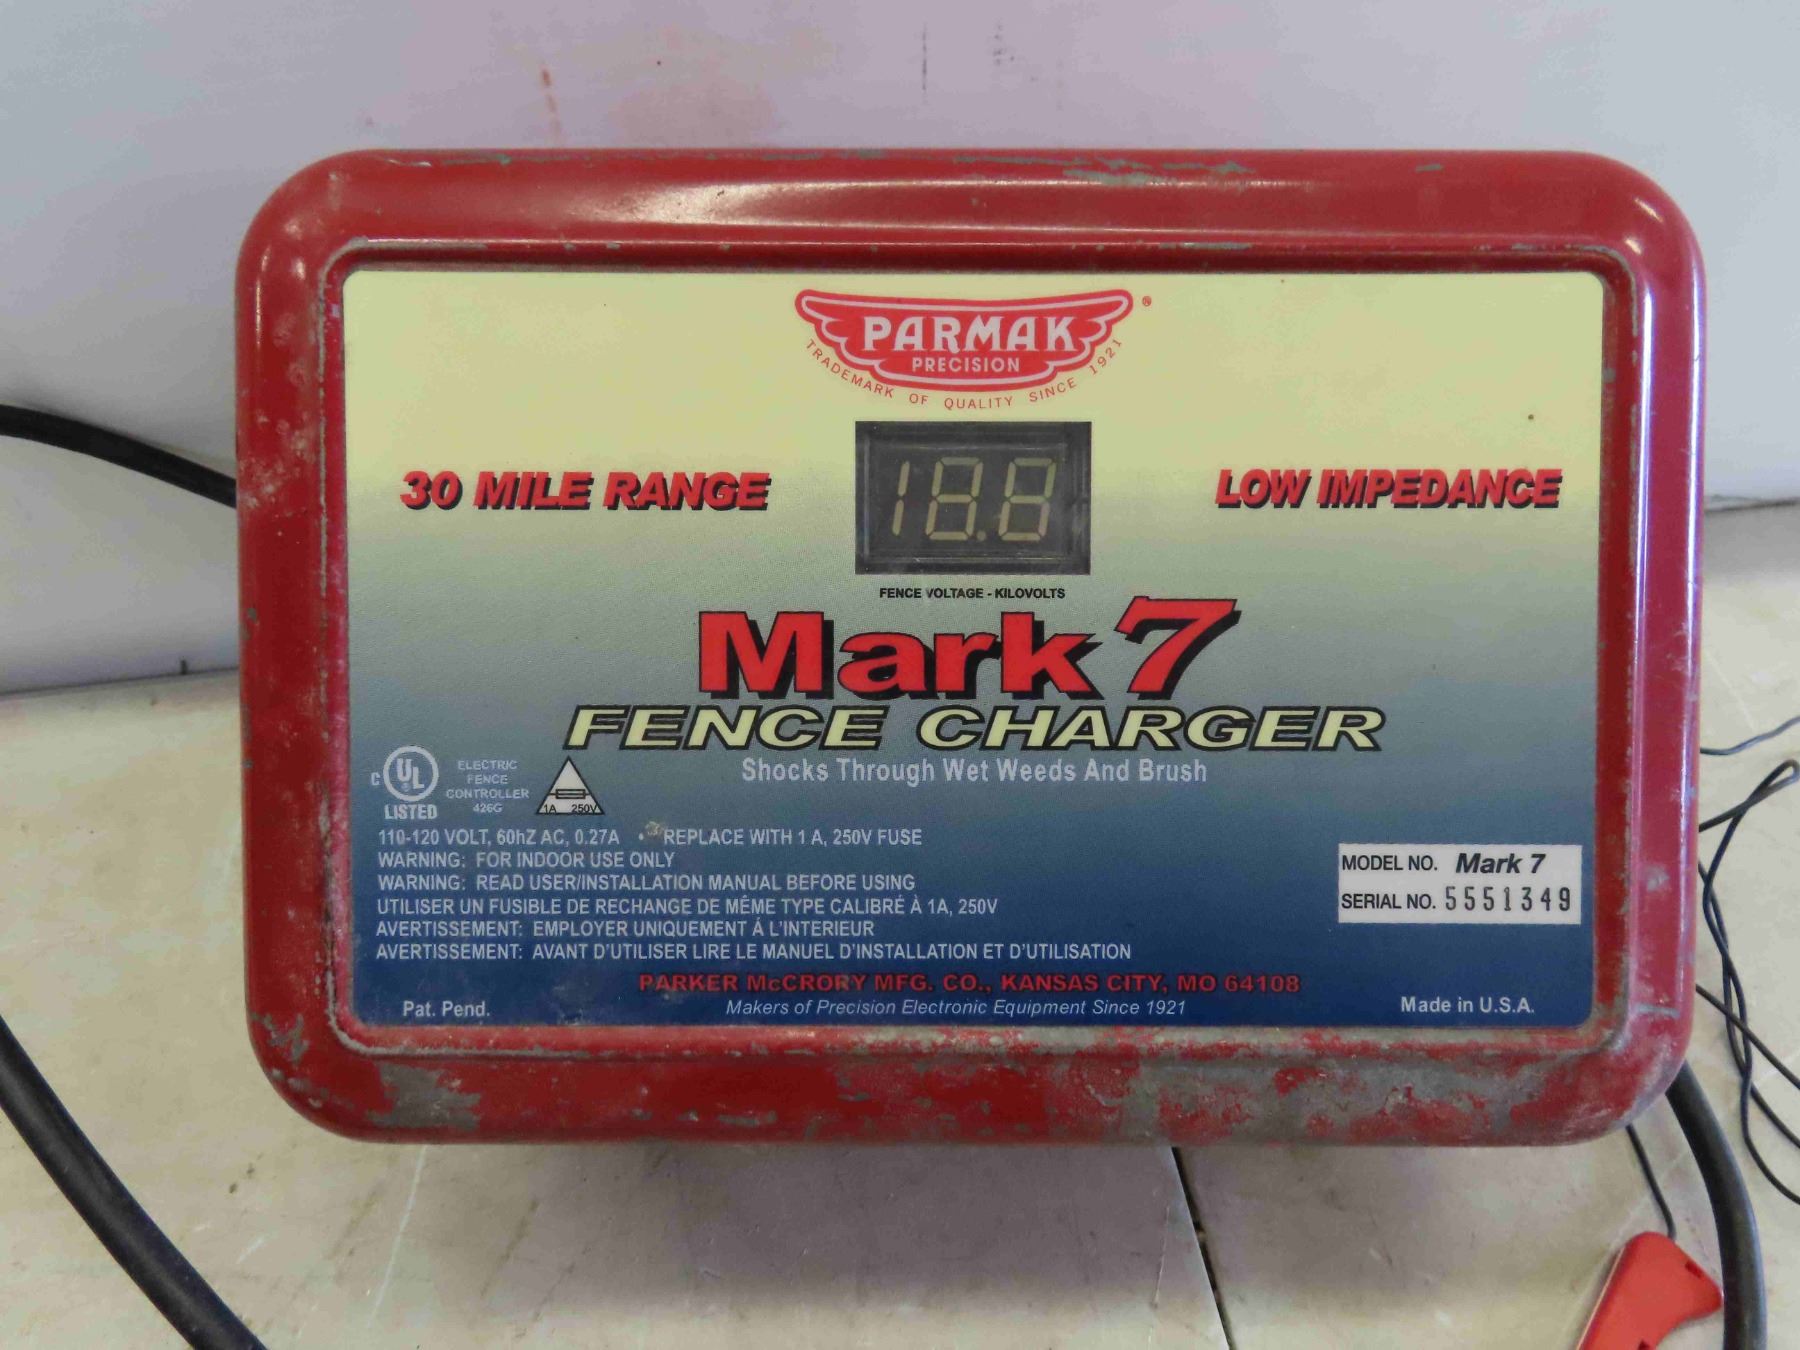 PARMAK ®
PRECISION
TRADEMARK OF QUALITY SINCE 1921
30 MILE RANGE
18.8
LOW IMPEDANCE
FENCE VOLTAGE - KILOVOLTS
Mark 7
FENCE CHARGER
Shocks Through Wet Weeds And Brush
C UL ®
LISTED
ELECTRIC
FENCE
CONTROLLER
426G
1A 250V
110-120 VOLT, 60hZ AC, 0.27A • REPLACE WITH 1 A, 250V FUSE
WARNING: FOR INDOOR USE ONLY
WARNING: READ USER/INSTALLATION MANUAL BEFORE USING
UTILISER UN FUSIBLE DE RECHANGE DE MÊME TYPE CALIBRÉ À 1A, 250V
AVERTISSEMENT: EMPLOYER UNIQUEMENT Á L'INTERIEUR
AVERTISSEMENT: AVANT D'UTILISER LIRE LE MANUEL D'INSTALLATION ET D'UTILISATION
MODEL NO. Mark 7
SERIAL NO. 5551349
PARKER McCRORY MFG. CO., KANSAS CITY, MO 64108
Pat. Pend.
Makers of Precision Electronic Equipment Since 1921
Made in U.S.A.